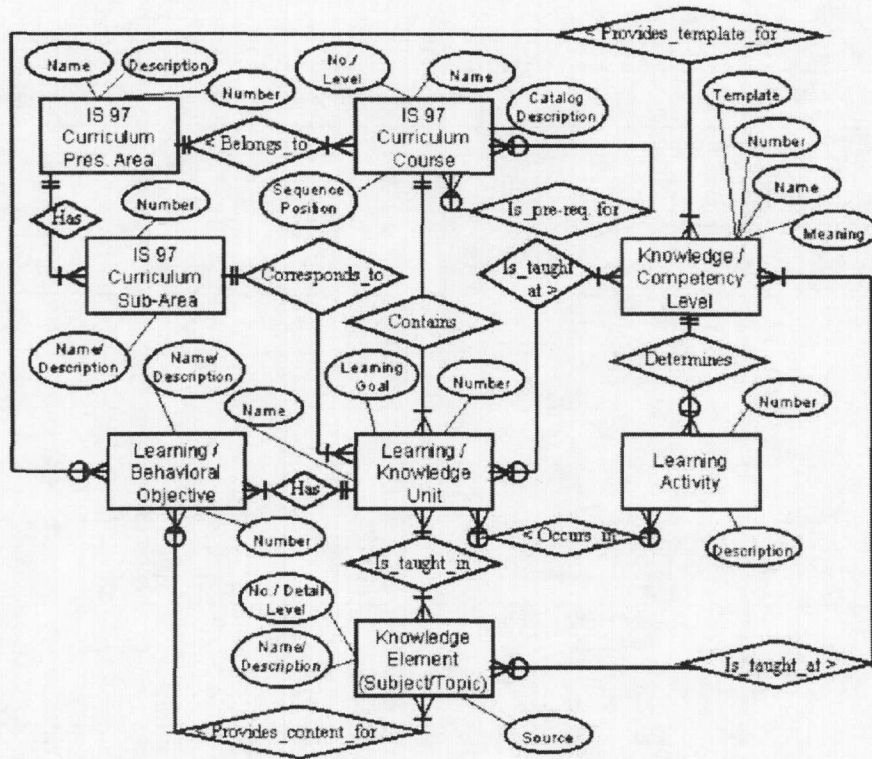 < Provides_template_for
Name
Description
Number
No./
Level
Name
Catalog
Description
Template
Number
Name
Meaning
IS 97
Curriculum
Pres. Area
< Belongs_to
IS 97
Curriculum
Course
Sequence
Position
Is_pre-req. for
Has
Number
IS 97
Curriculum
Sub-Area
Corresponds_to
Is_taught
at >
Knowledge /
Competency
Level
Contains
Determines
Name/
Description
Name/
Description
Name
Learning
Goal
Number
Number
Learning /
Behavioral
Objective
Has
Learning /
Knowledge
Unit
Learning
Activity
Number
< Occurs_in
Description
Is_taught_in
No./ Detail
Level
Name/
Description
Knowledge
Element
(Subject/Topic)
Is_taught_at >
< Provides_content_for
Source